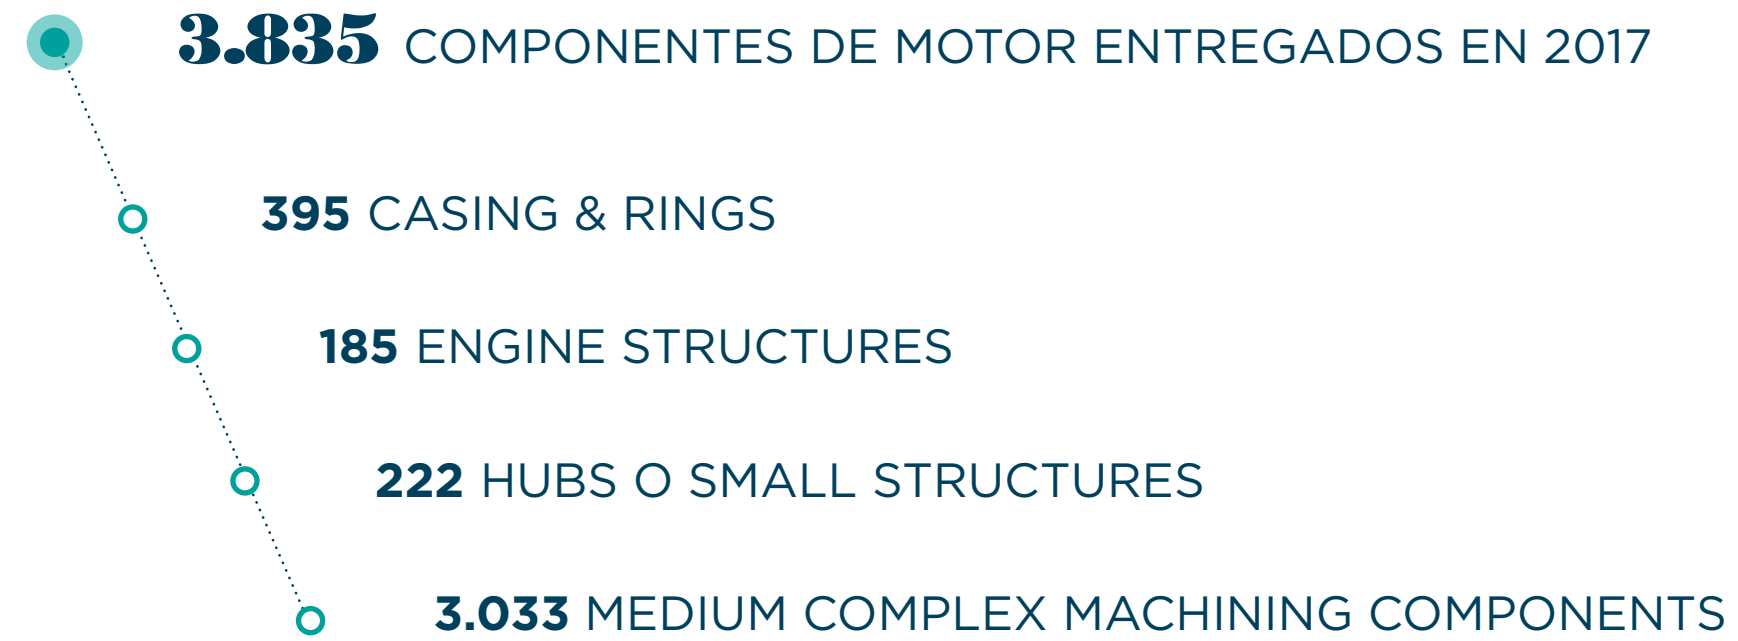 3.835 COMPONENTES DE MOTOR ENTREGADOS EN 2017
395 CASING & RINGS
185 ENGINE STRUCTURES
222 HUBS O SMALL STRUCTURES
3.033 MEDIUM COMPLEX MACHINING COMPONENTS